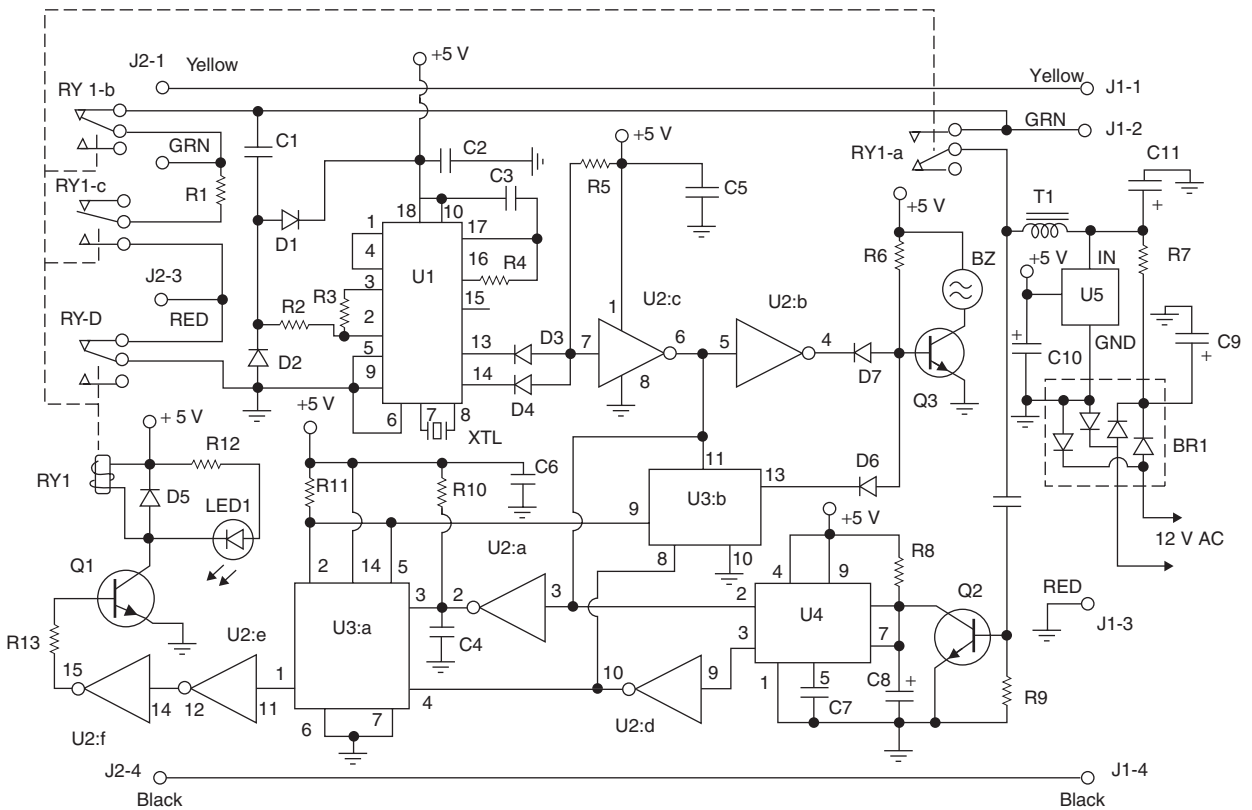 J2-1 Yellow
+5 V
Yellow J1-1
RY 1-b
GRN
C1
C2
+5 V
GRN J1-2
RY1-a
C11
RY1-c
R1
C3
R5
C5
T1
18 10
1
17
4
D1
U1
16 R4
+5 V
R6
BZ
+5 V
IN
U5
R7
J2-3
RED
R2
R3
3
15
2
1
U2:c
U2:b
GND
C9
RY-D
D2
5
13
D3
7
6
5
4
C10
9
14
D4
8
D7
Q3
6
7
8
XTL
BR1
+ 5 V
R12
+5 V
RY1
D5
LED1
R11
R10
C6
11
13
D6
9
U3:b
12 V AC
+5 V
U2:a
8
10
Q1
2
14
5
4
9
R8
Q2
RED
J1-3
3
2
3
2
U4
R13
U2:e
U3:a
C4
3
7
15
1
10
9
1
5
C8
R9
14
12
11
4
C7
U2:f
6
7
U2:d
J2-4
Black
J1-4
Black